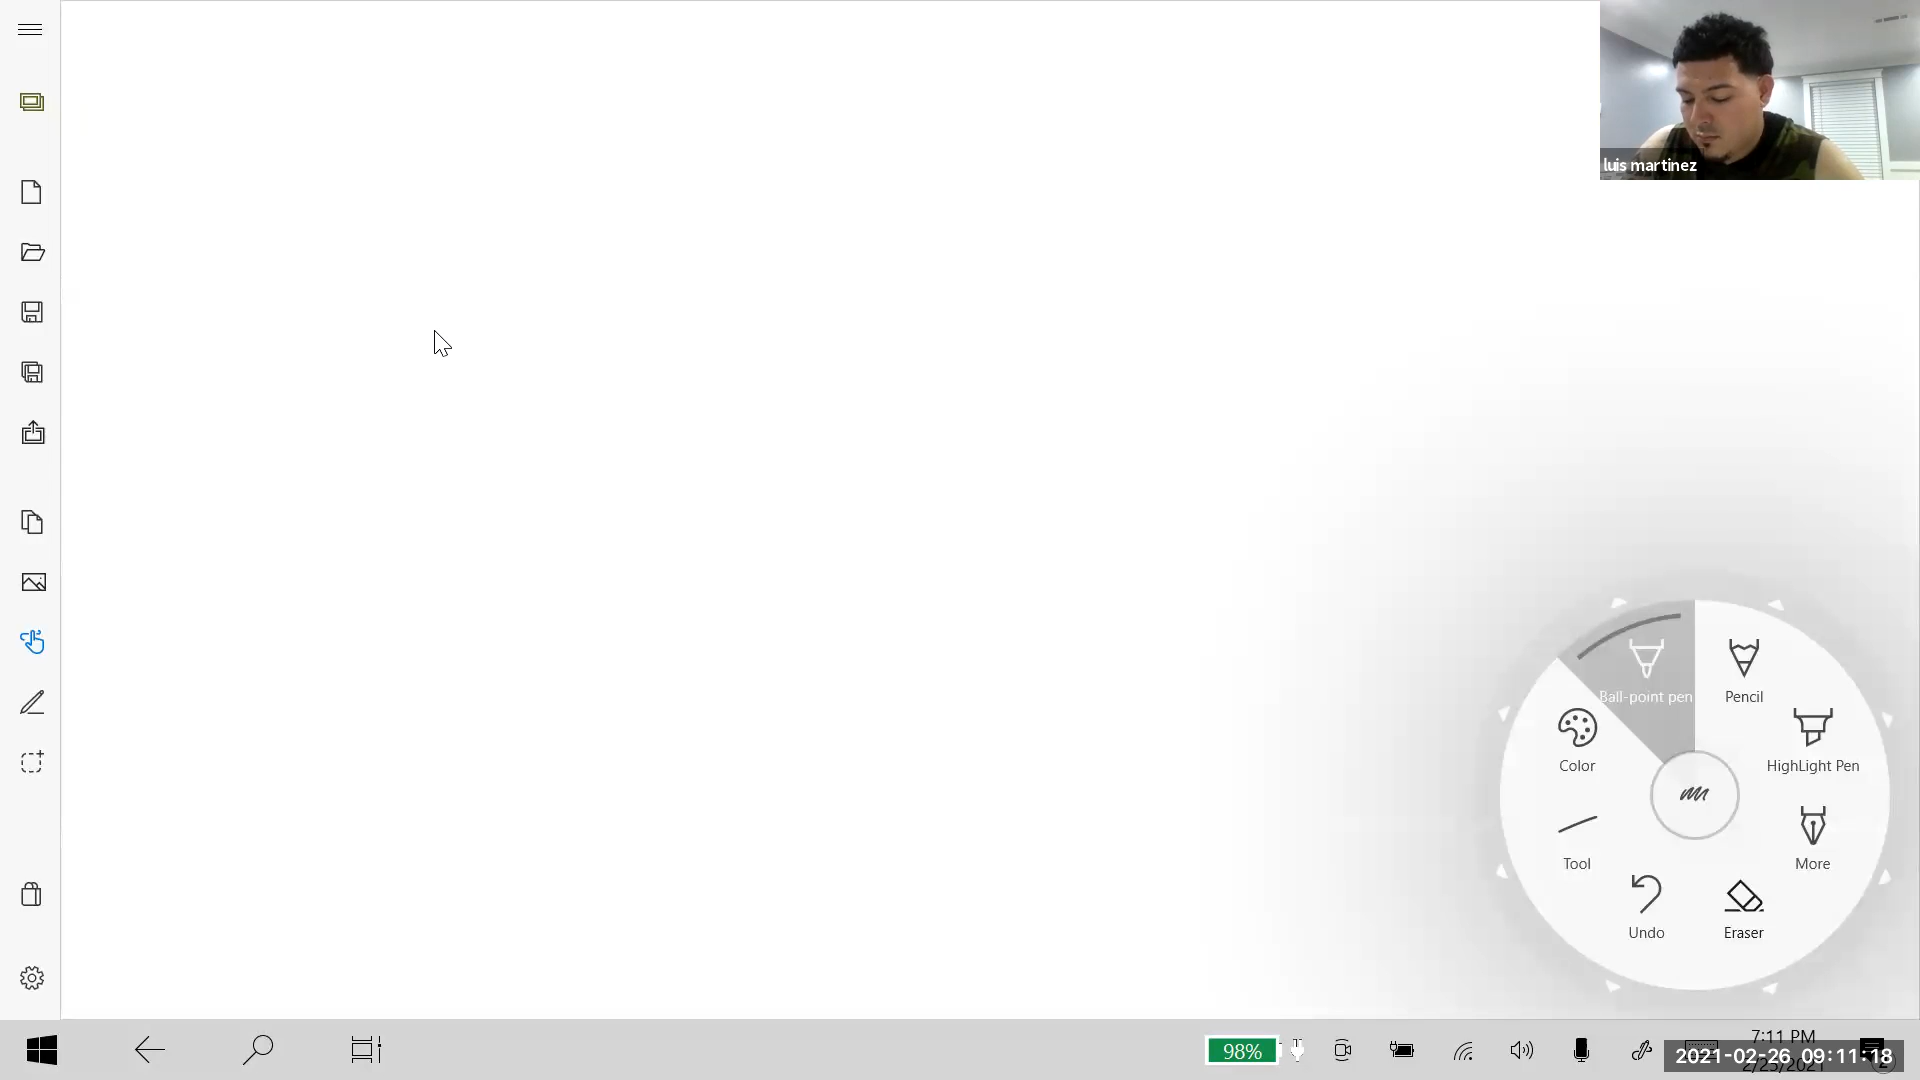 luis martinez
Ball-point pen
Pencil
Color
HighLight Pen
Tool
More
Undo
Eraser
98%
7:11 PM
2021-02-26 09:11:18